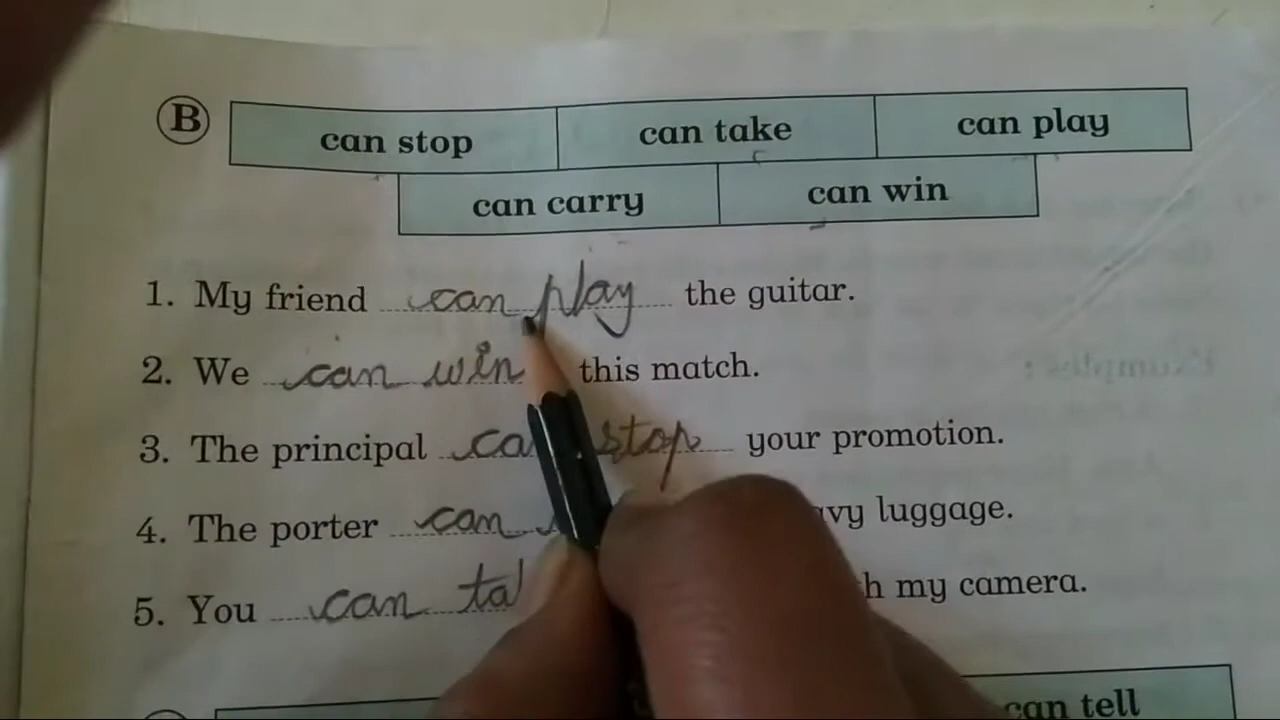 B
can stop can take can play
can carry can win
1. My friend can play the guitar.
2. We can win this match.
3. The principal can stop your promotion.
4. The porter can luggage.
5. You can my camera.
can tell